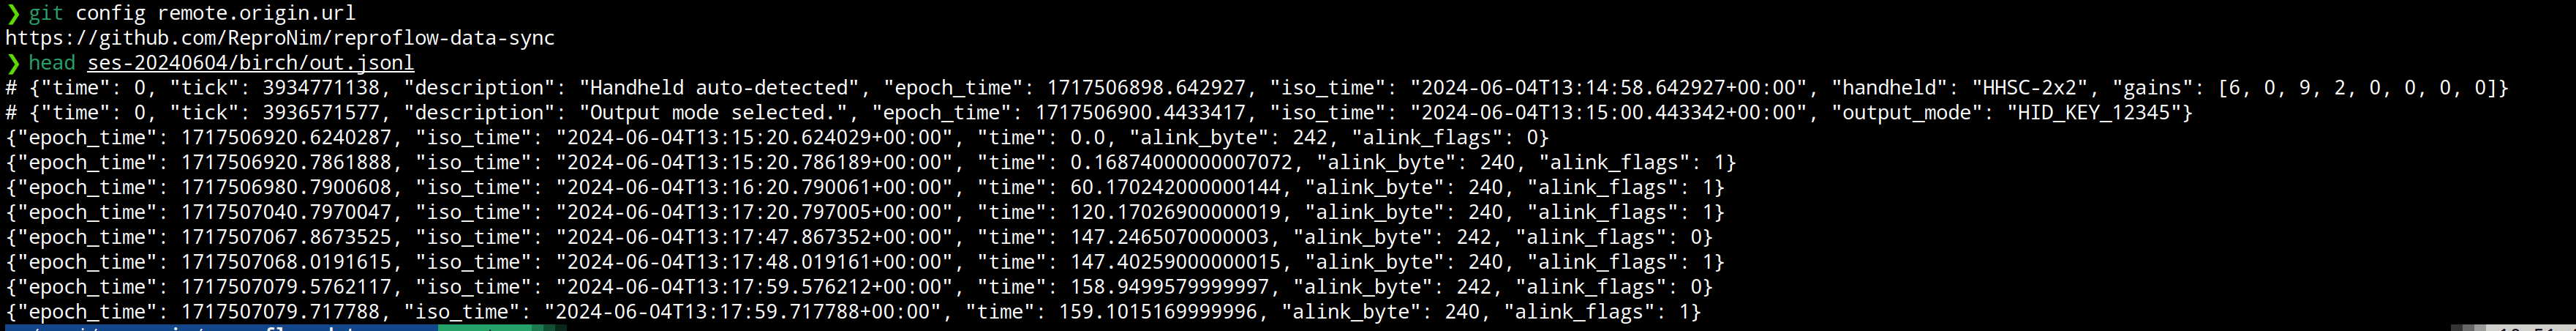 ❯ git config remote.origin.url
https://github.com/ReproNim/reproflow-data-sync
❯ head ses-20240604/birch/out.jsonl
# {"time": 0, "tick": 3934771138, "description": "Handheld auto-detected", "epoch_time": 1717506898.642927, "iso_time": "2024-06-04T13:14:58.642927+00:00", "handheld": "HHSC-2x2", "gains": [6, 0, 9, 2, 0, 0, 0, 0]}
# {"time": 0, "tick": 3936571577, "description": "Output mode selected.", "epoch_time": 1717506900.4433417, "iso_time": "2024-06-04T13:15:00.443342+00:00", "output_mode": "HID_KEY_12345"}
{"epoch_time": 1717506920.6240287, "iso_time": "2024-06-04T13:15:20.624029+00:00", "time": 0.0, "alink_byte": 242, "alink_flags": 0}
{"epoch_time": 1717506920.7861888, "iso_time": "2024-06-04T13:15:20.786189+00:00", "time": 0.16874000000007072, "alink_byte": 240, "alink_flags": 1}
{"epoch_time": 1717506980.7900608, "iso_time": "2024-06-04T13:16:20.790061+00:00", "time": 60.170242000000144, "alink_byte": 240, "alink_flags": 1}
{"epoch_time": 1717507040.7970047, "iso_time": "2024-06-04T13:17:20.797005+00:00", "time": 120.17026900000019, "alink_byte": 240, "alink_flags": 1}
{"epoch_time": 1717507067.8673525, "iso_time": "2024-06-04T13:17:47.867352+00:00", "time": 147.2465070000003, "alink_byte": 242, "alink_flags": 0}
{"epoch_time": 1717507068.0191615, "iso_time": "2024-06-04T13:17:48.019161+00:00", "time": 147.40259000000015, "alink_byte": 240, "alink_flags": 1}
{"epoch_time": 1717507079.5762117, "iso_time": "2024-06-04T13:17:59.576212+00:00", "time": 158.9499579999997, "alink_byte": 242, "alink_flags": 0}
{"epoch_time": 1717507079.717788, "iso_time": "2024-06-04T13:17:59.717788+00:00", "time": 159.1015169999996, "alink_byte": 240, "alink_flags": 1}